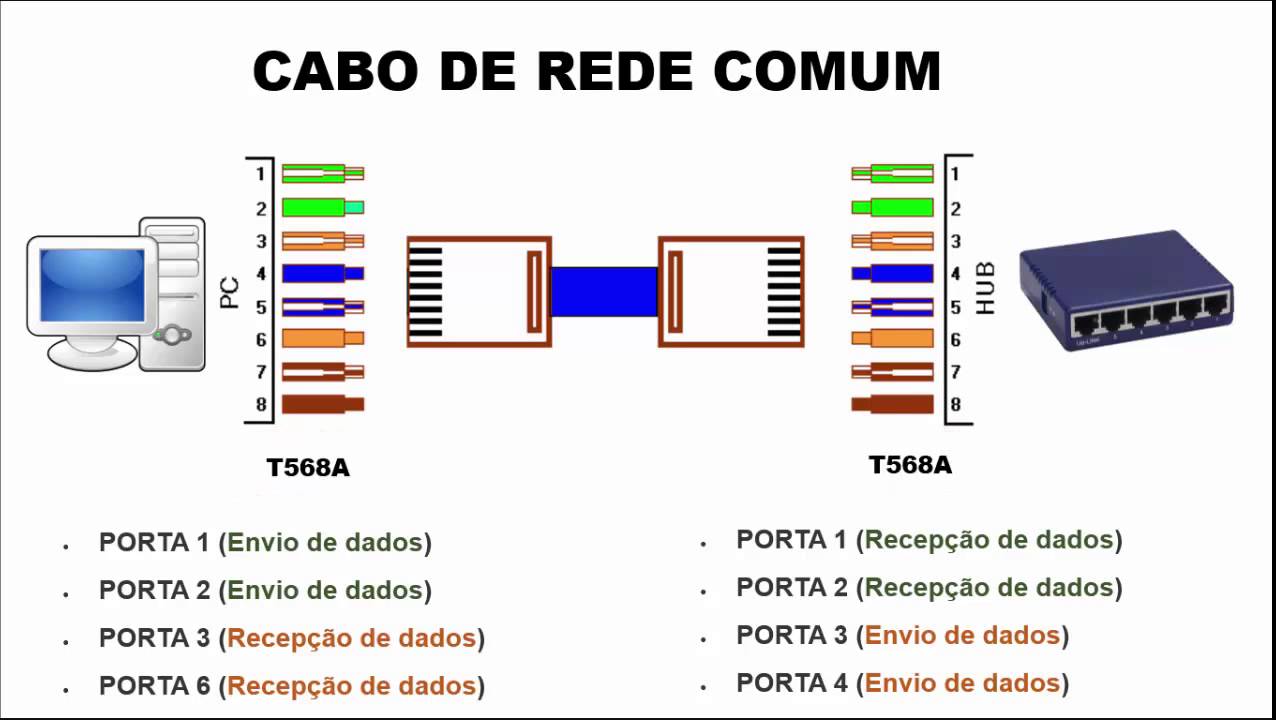 CABO DE REDE COMUM
1
2
3
4
5
6
7
8
PC
T568A
1
2
3
4
5
6
7
8
HUB
T568A
• PORTA 1 (Envio de dados)
• PORTA 2 (Envio de dados)
• PORTA 3 (Recepção de dados)
• PORTA 6 (Recepção de dados)
• PORTA 1 (Recepção de dados)
• PORTA 2 (Recepção de dados)
• PORTA 3 (Envio de dados)
• PORTA 4 (Envio de dados)